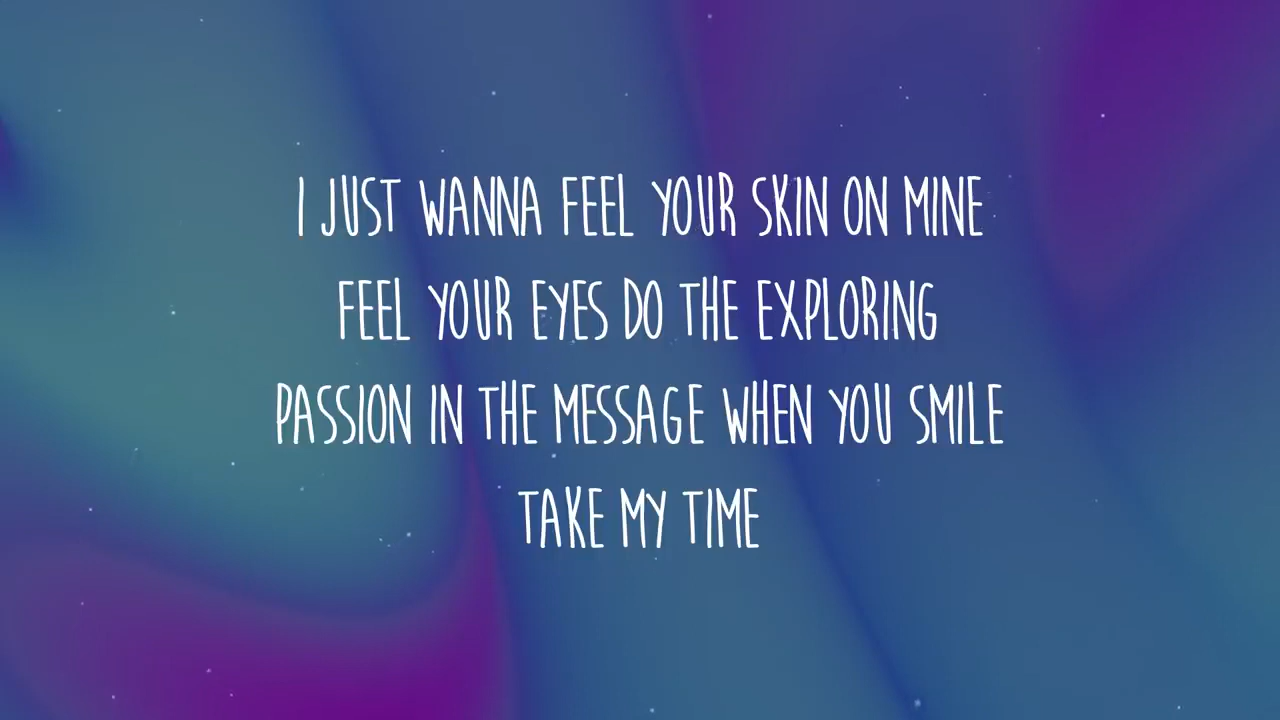 I JUST WANNA FEEL YOUR SKIN ON MINE
FEEL YOUR EYES DO THE EXPLORING
PASSION IN THE MESSAGE WHEN YOU SMILE
TAKE MY TIME